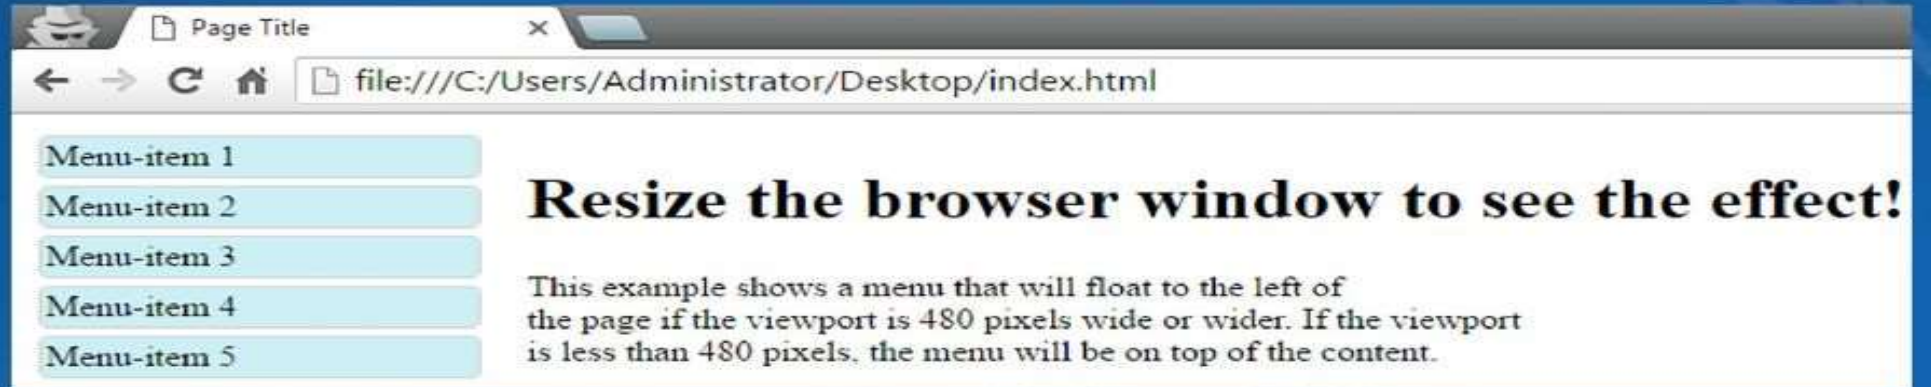 Page Title
file:///C:/Users/Administrator/Desktop/index.html
Menu-item 1
Menu-item 2
Menu-item 3
Menu-item 4
Menu-item 5
Resize the browser window to see the effect!
This example shows a menu that will float to the left of
the page if the viewport is 480 pixels wide or wider. If the viewport
is less than 480 pixels, the menu will be on top of the content.